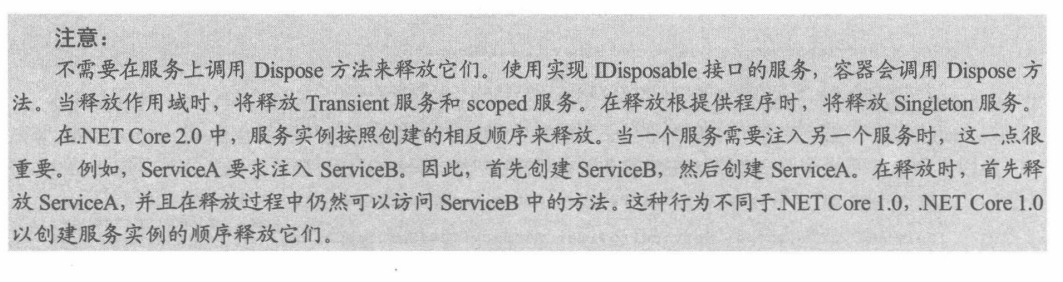 注意：
不需要在服务上调用 Dispose 方法来释放它们。使用实现 IDisposable 接口的服务，容器会调用 Dispose 方
法。当释放作用域时，将释放 Transient 服务和 scoped 服务。在释放根提供程序时，将释放 Singleton 服务。
在.NET Core 2.0 中，服务实例按照创建的相反顺序来释放。当一个服务需要注入另一个服务时，这一点很
重要。例如，ServiceA 要求注入 ServiceB。因此，首先创建 ServiceB，然后创建 ServiceA。在释放时，首先释
放 ServiceA，并且在释放过程中仍然可以访问 ServiceB 中的方法。这种行为不同于.NET Core 1.0，.NET Core 1.0
以创建服务实例的顺序释放它们。